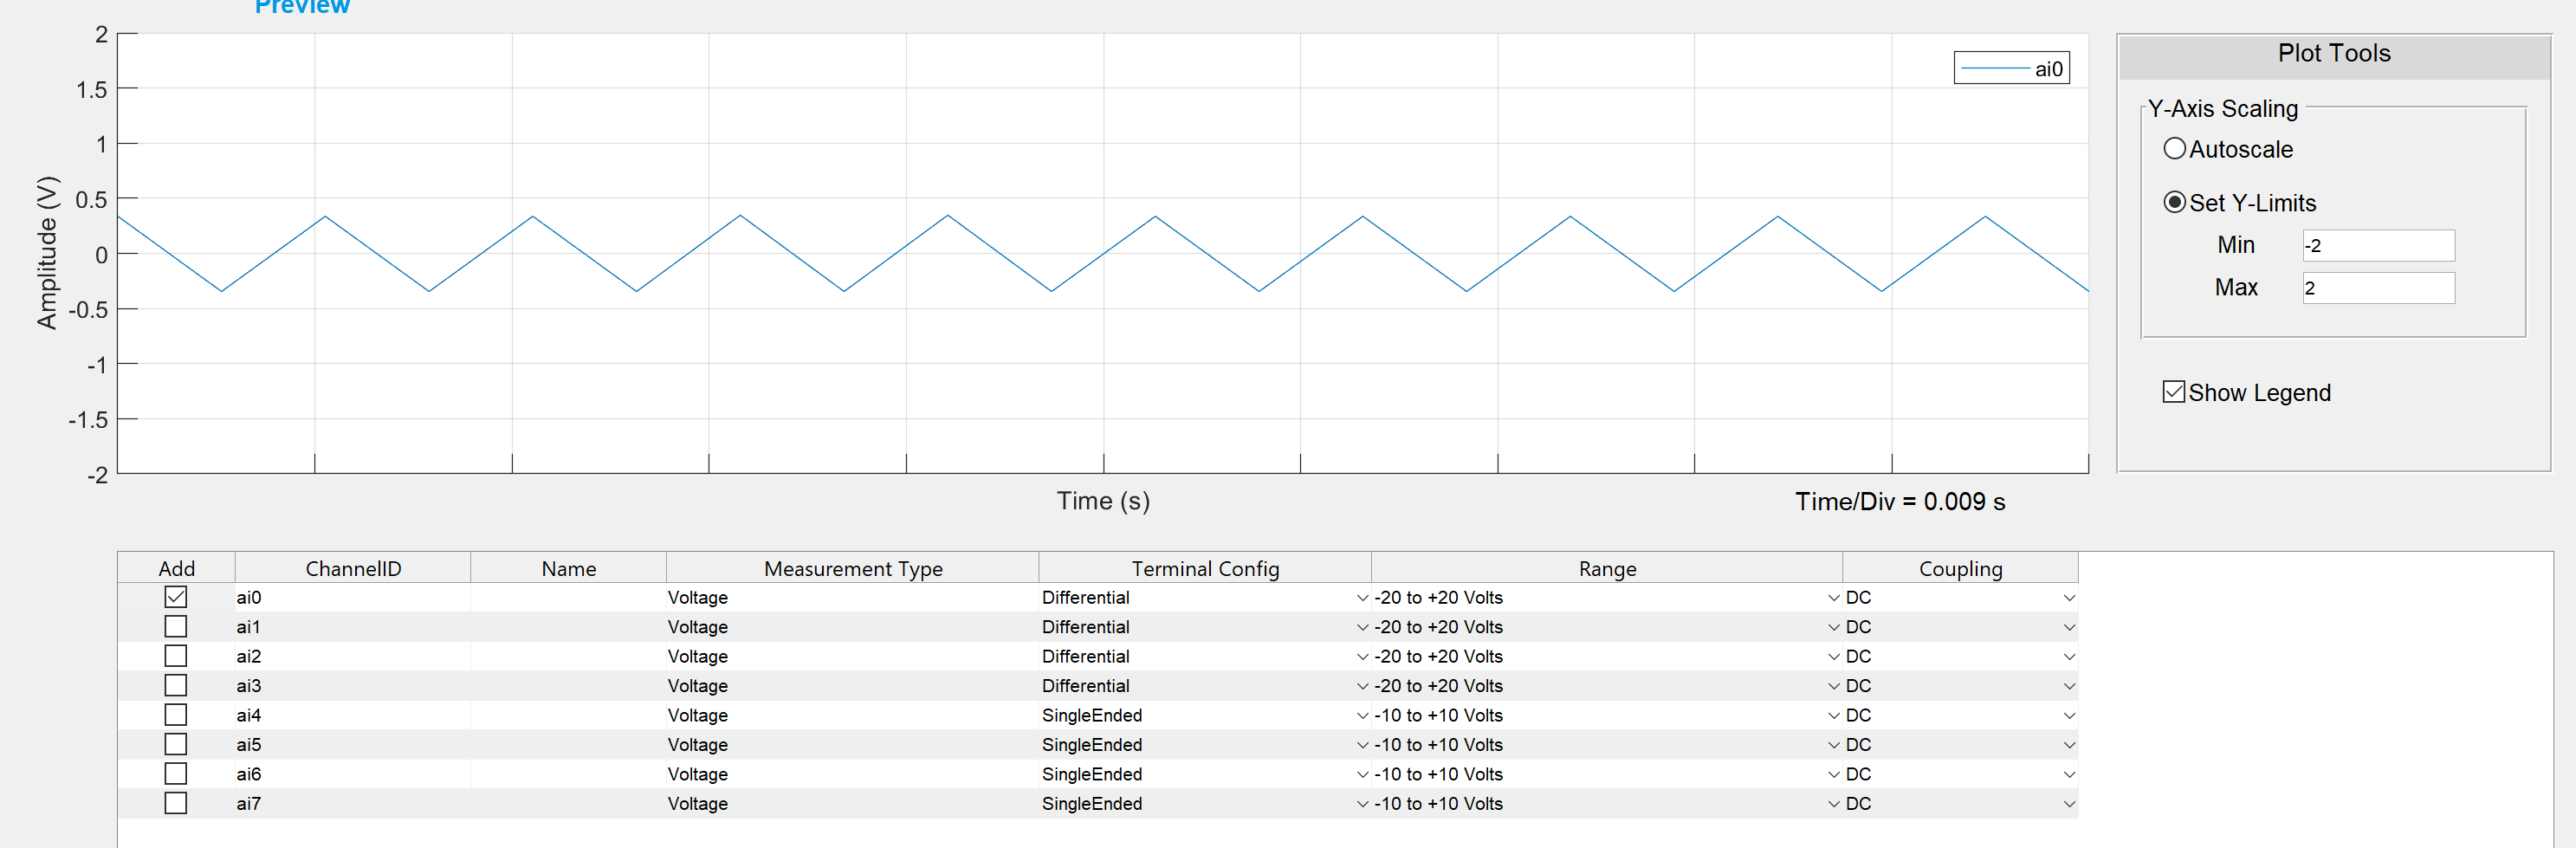 Preview
2
1.5
1
0.5
0
-0.5
-1
-1.5
-2
Amplitude (V)
ai0
Time (s)
Time/Div = 0.009 s
Plot Tools
Y-Axis Scaling
Autoscale
Set Y-Limits
Min -2
Max 2
Show Legend
Add ChannelID Name Measurement Type Terminal Config Range Coupling
ai0 Voltage Differential -20 to +20 Volts DC
ai1 Voltage Differential -20 to +20 Volts DC
ai2 Voltage Differential -20 to +20 Volts DC
ai3 Voltage Differential -20 to +20 Volts DC
ai4 Voltage SingleEnded -10 to +10 Volts DC
ai5 Voltage SingleEnded -10 to +10 Volts DC
ai6 Voltage SingleEnded -10 to +10 Volts DC
ai7 Voltage SingleEnded -10 to +10 Volts DC